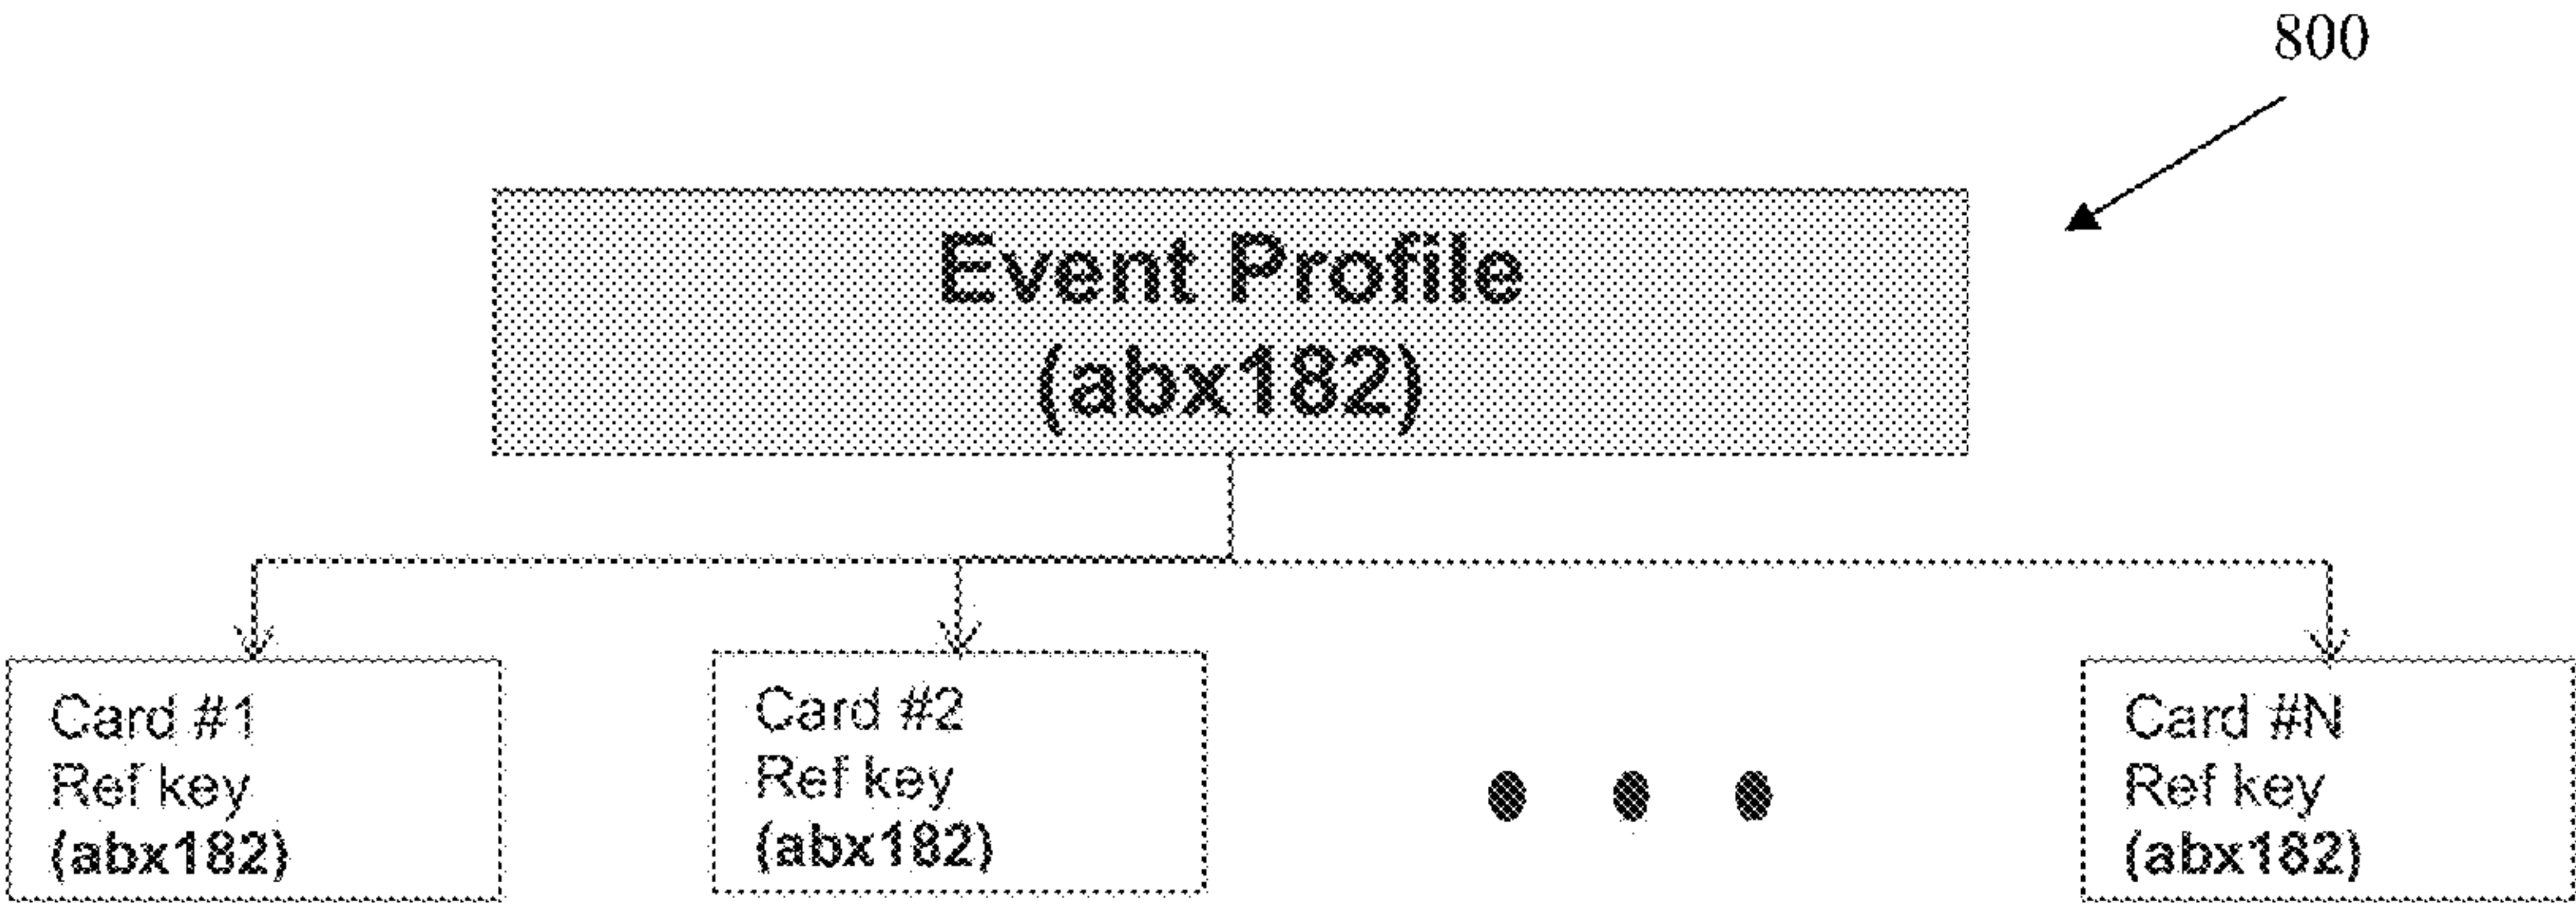 800
Event Profile
(abx182)
Card #1
Ref key
(abx182)
Card #2
Ref key
(abx182)
Card #N
Ref key
(abx182)